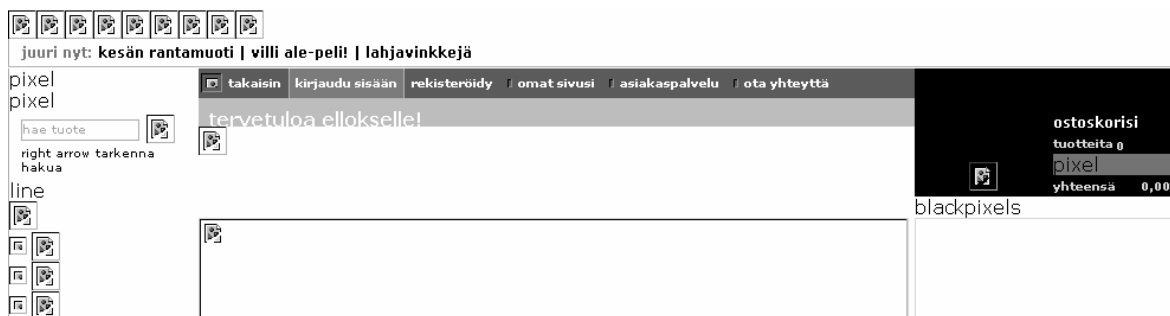 juuri nyt: kesän rantamuoti | villi ale-peli! | lahjavinkkejä
pixel
pixel
hae tuote
right arrow tarkenna
hakua
line
takaisin kirjaudu sisään rekisteröidy omat sivusi asiakaspalvelu ota yhteyttä
tervetuloa ellokselle!
ostoskorisi
tuotteita 0
pixel
yhteensä 0,00
blackpixels